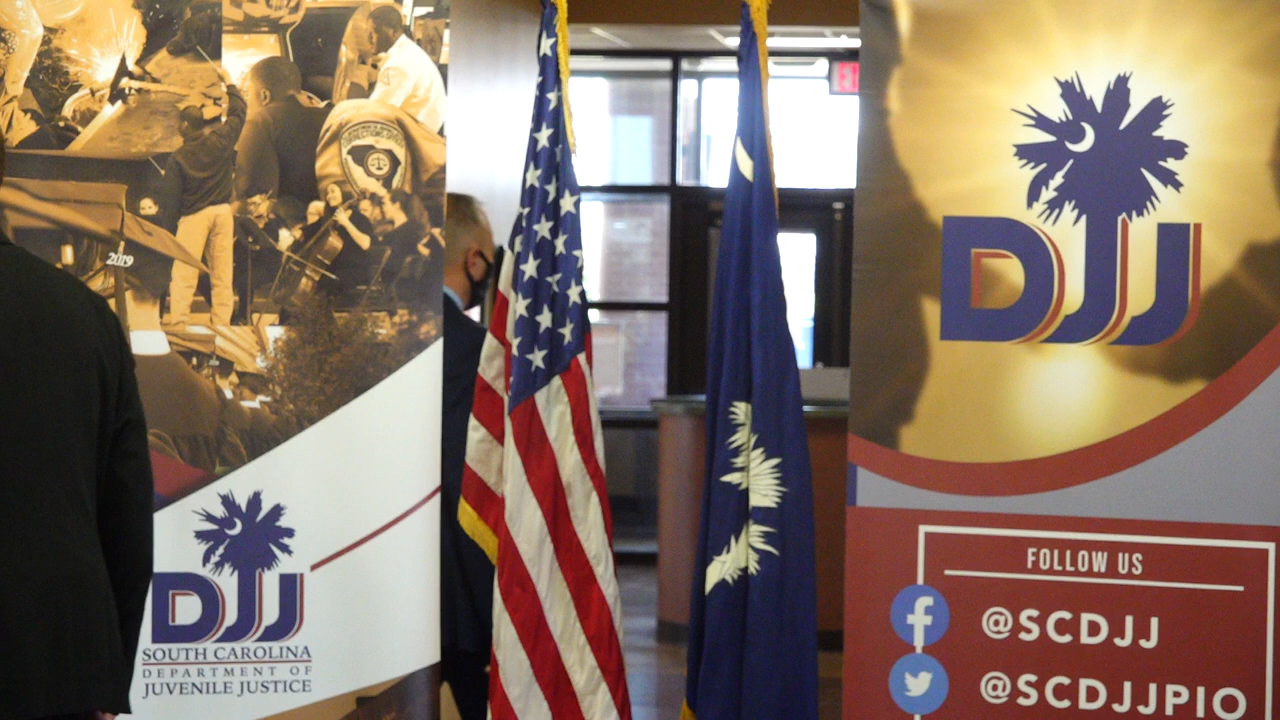 2019
DJJ
SOUTH CAROLINA
DEPARTMENT OF
JUVENILE JUSTICE
DJJ
FOLLOW US
@SCDJJ
@SCDJJPIO